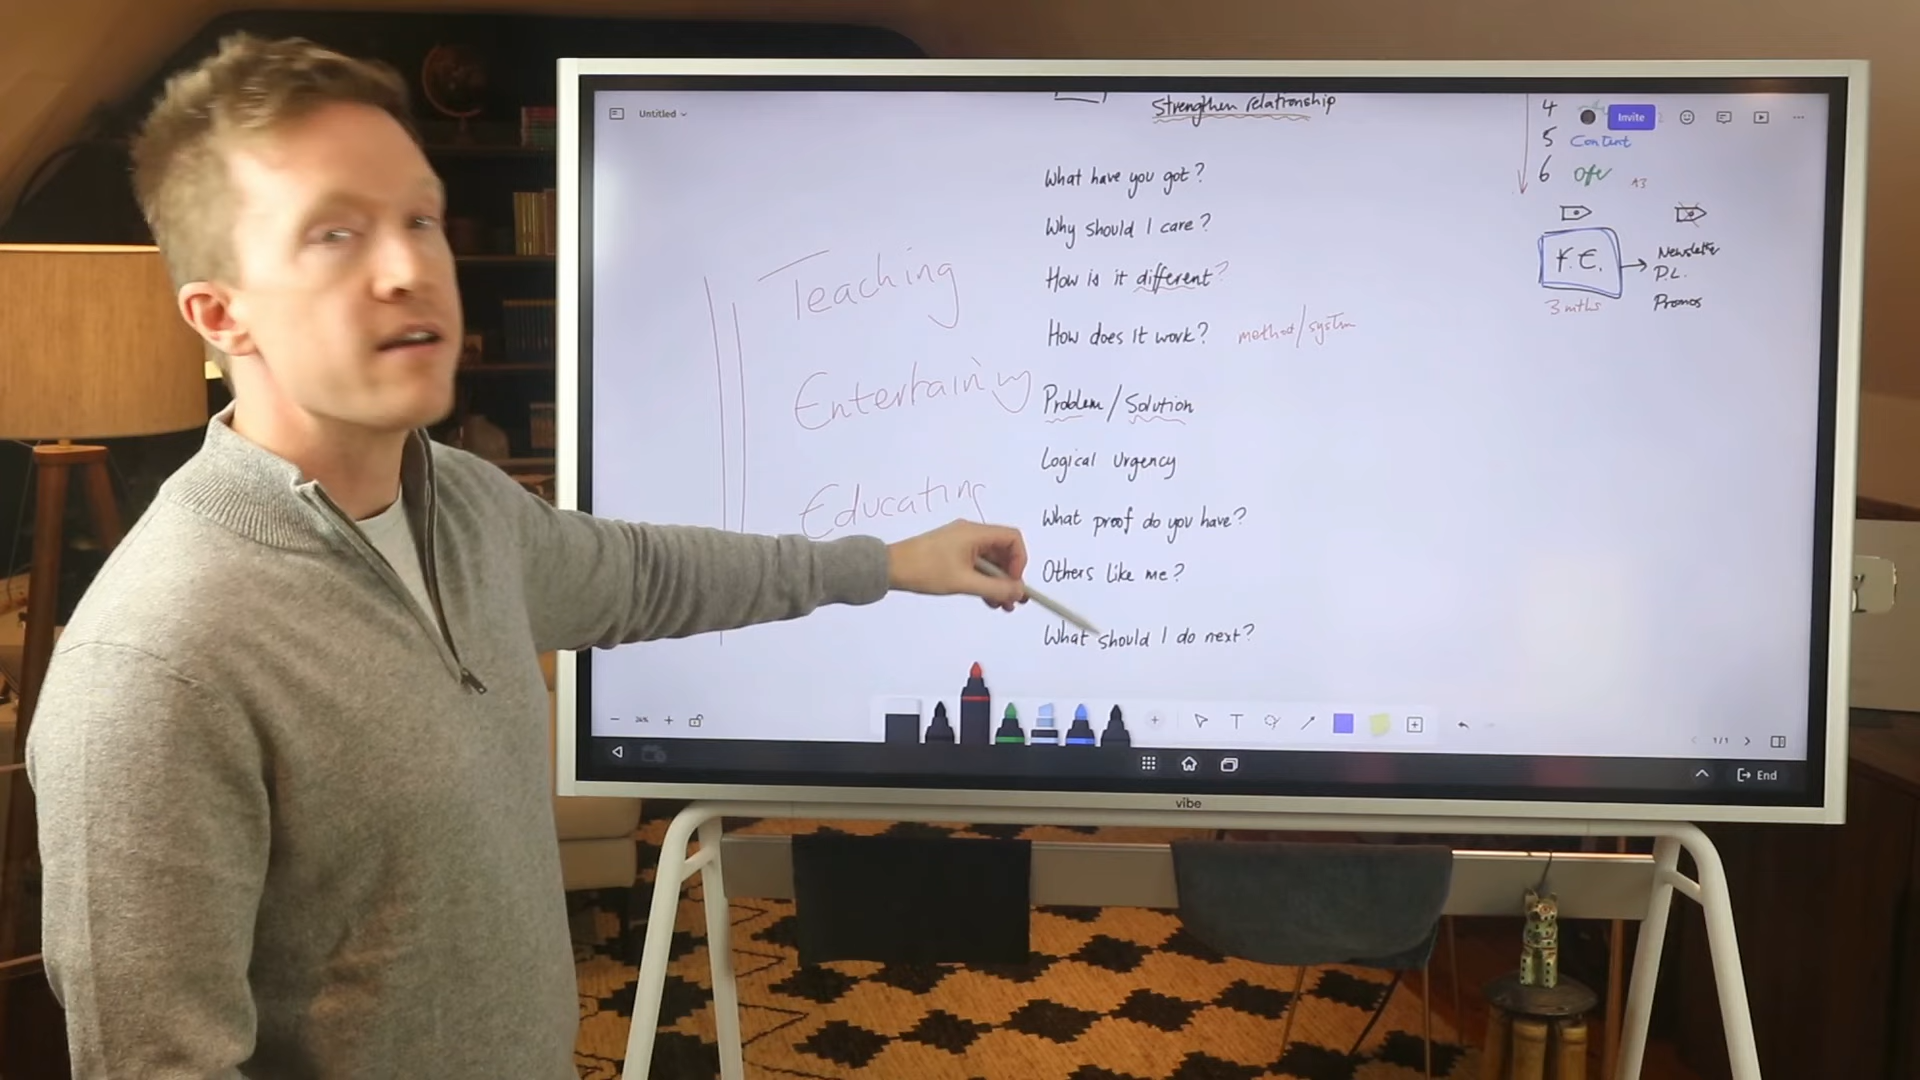 Untitled
Strengthen relationship
What have you got?
Why should I care?
How is it different?
How does it work? method/system
Problem/Solution
Logical Urgency
What proof do you have?
Others like me?
What should I do next?
Teaching
Entertaining
Educating
4
Invite
5 Content
6 Offer
F.E.
3 mths
Newsletter
Promos
1/1
End
vibe